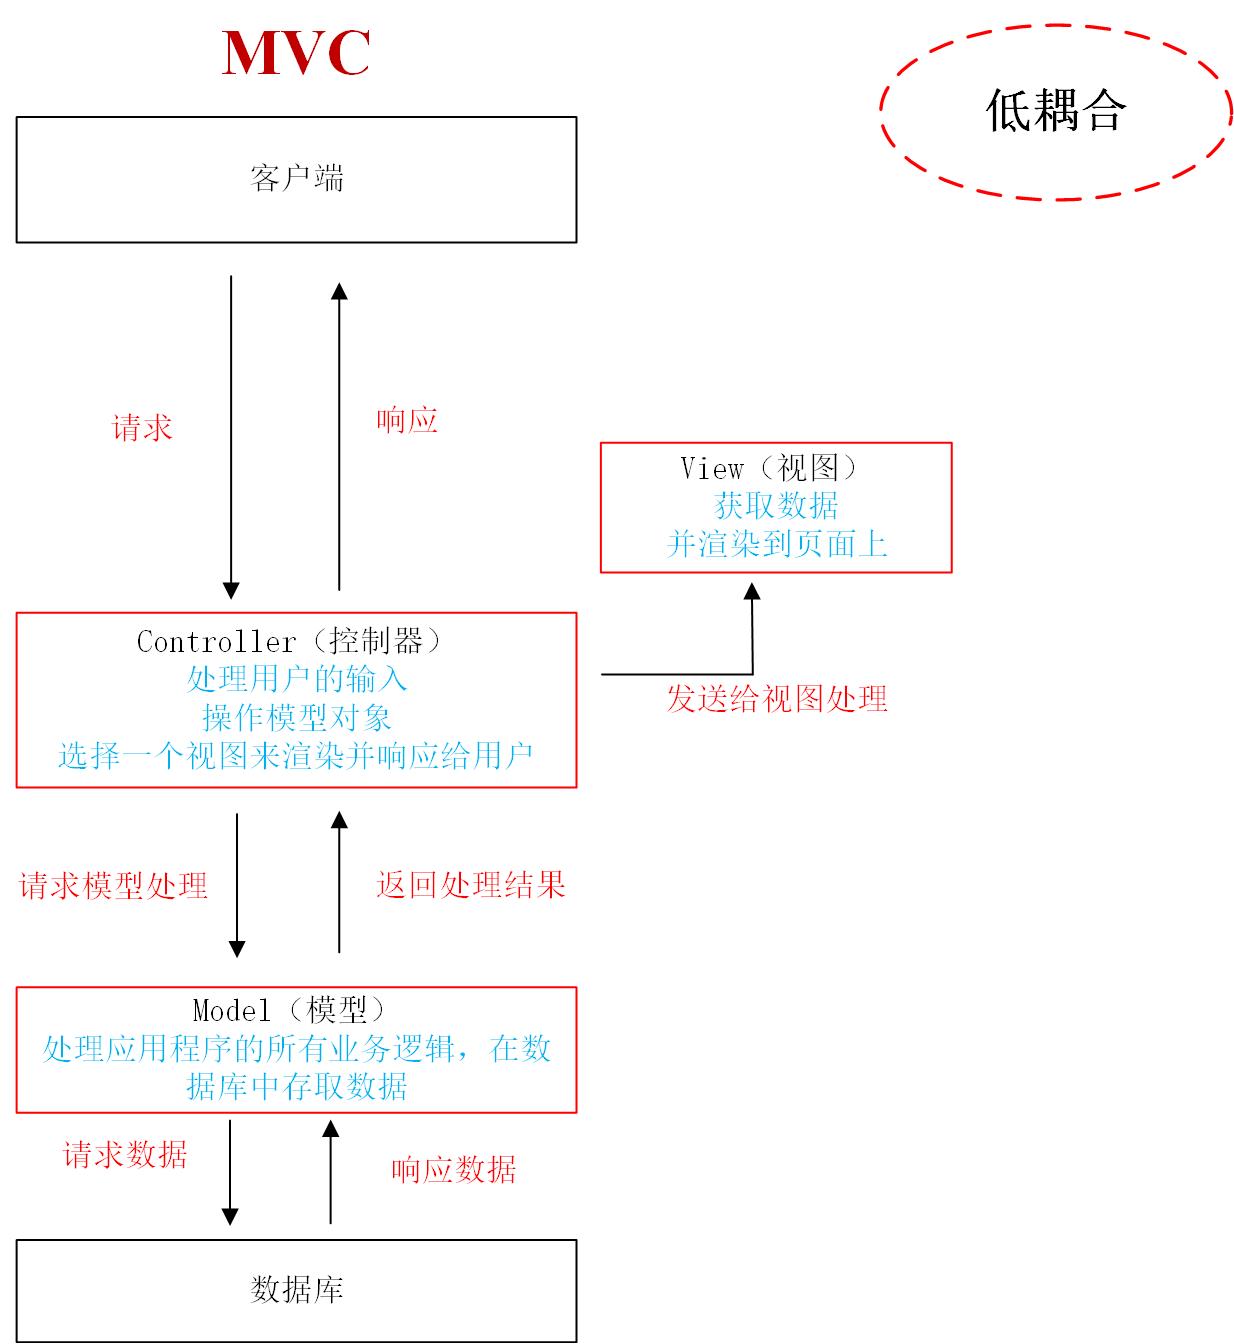 MVC
低耦合
客户端
请求
响应
View（视图）
获取数据
并渲染到页面上
Controller（控制器）
处理用户的输入
操作模型对象
选择一个视图来渲染并响应给用户
发送给视图处理
请求模型处理
返回处理结果
Model（模型）
处理应用程序的所有业务逻辑，在数
据库中存取数据
请求数据
响应数据
数据库